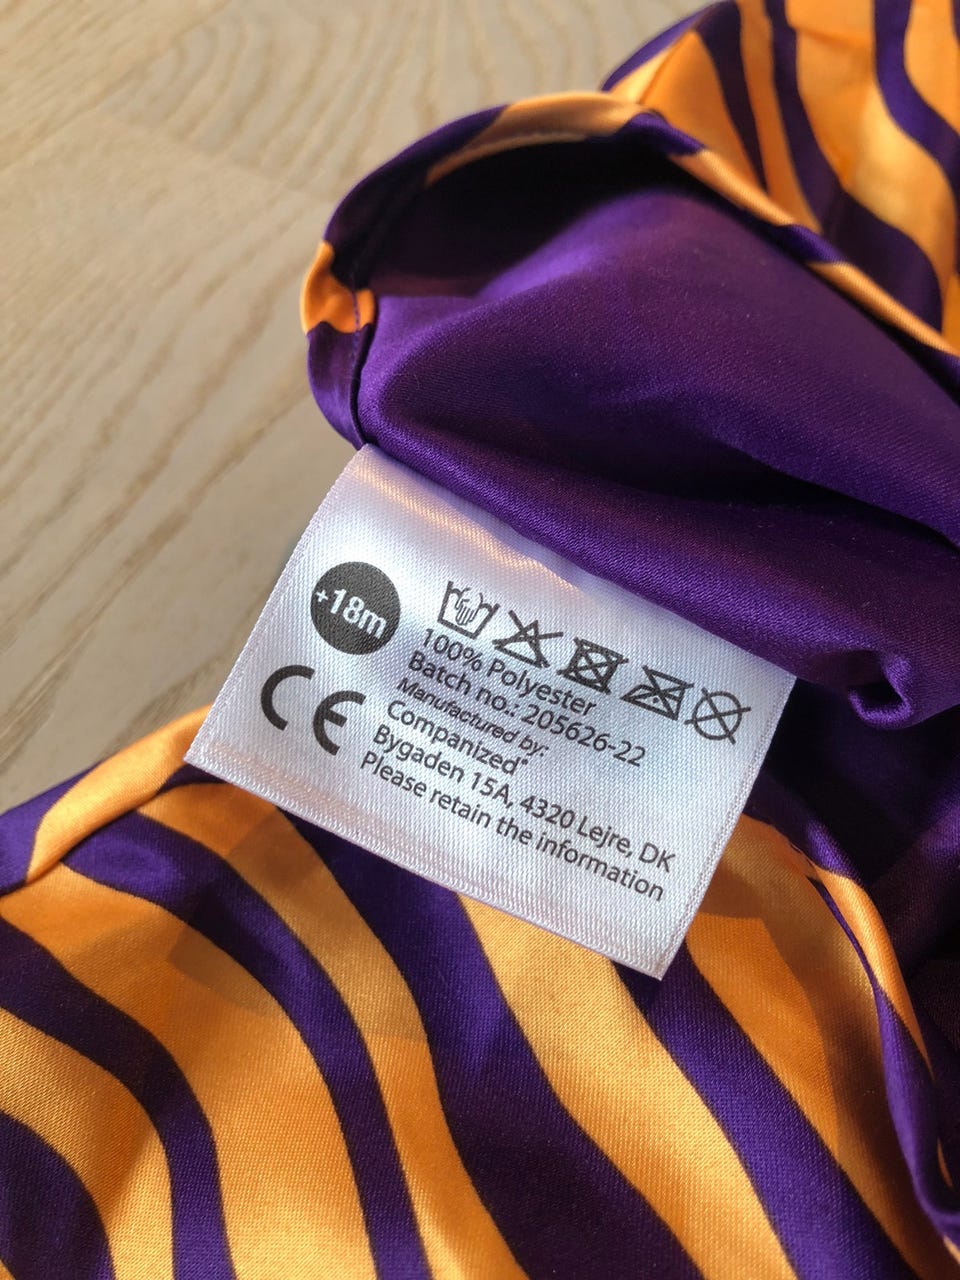 +18m
CE
100% Polyester
Batch no.: 205626-22
Manufactured by:
Companized®
Bygaden 15A, 4320 Lejre, DK
Please retain the information